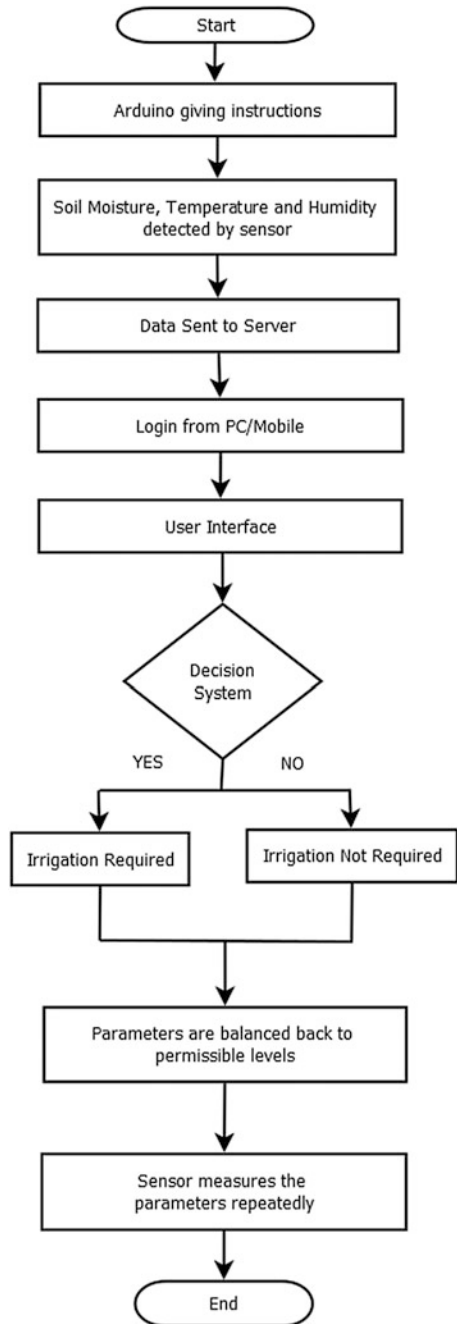 Start
Arduino giving instructions
Soil Moisture, Temperature and Humidity
detected by sensor
Data Sent to Server
Login from PC/Mobile
User Interface
Decision
System
YES
NO
Irrigation Required
Irrigation Not Required
Parameters are balanced back to
permissible levels
Sensor measures the
parameters repeatedly
End